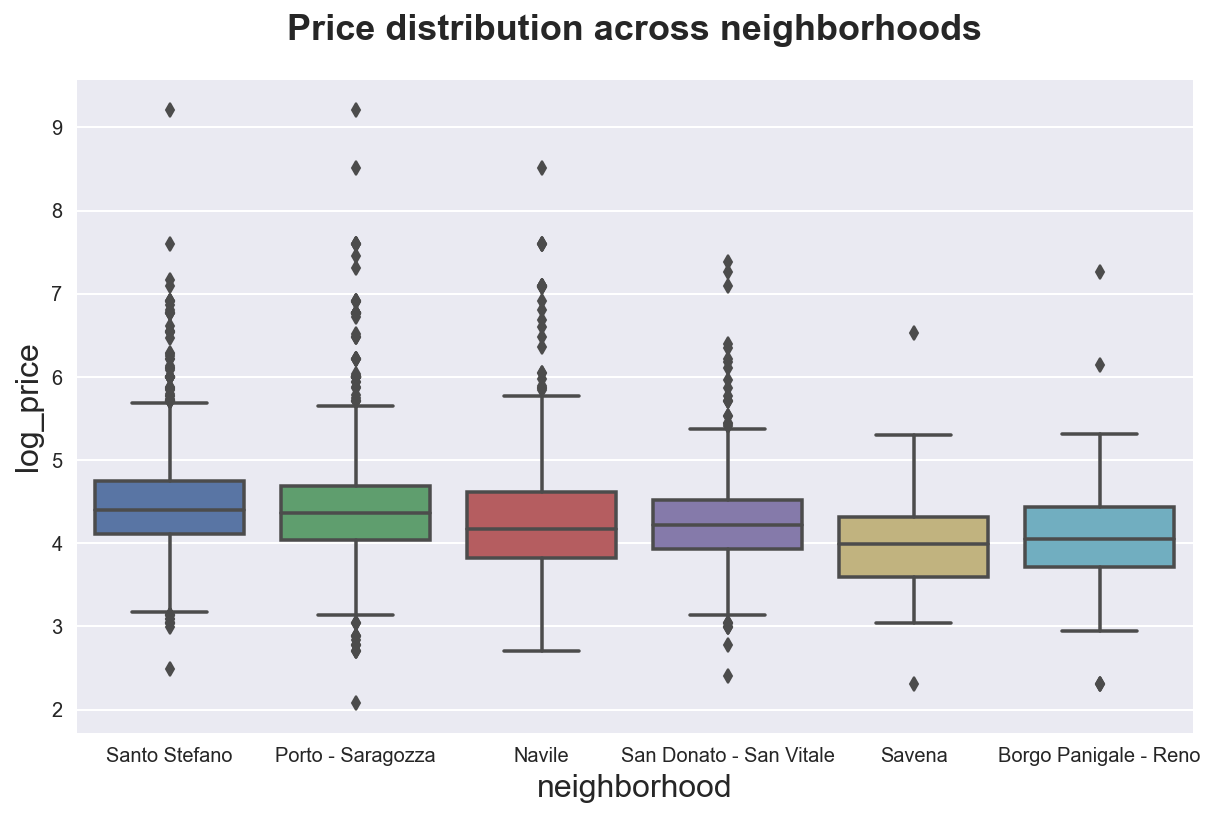 Price distribution across neighborhoods
9
8
7
6
5
4
3
2
log_price
Santo Stefano
Porto - Saragozza
Navile
San Donato - San Vitale
Savena
Borgo Panigale - Reno
neighborhood